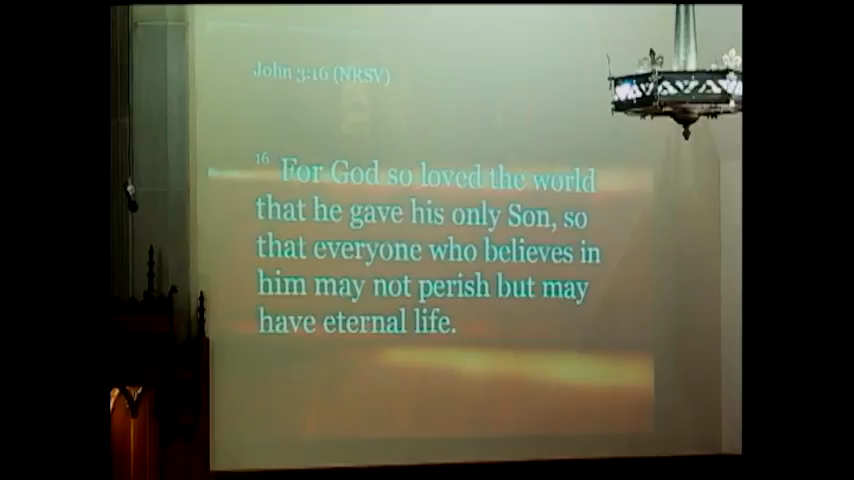 John 3:16 (NRSV)
16 For God so loved the world
that he gave his only Son, so
that everyone who believes in
him may not perish but may
have eternal life.